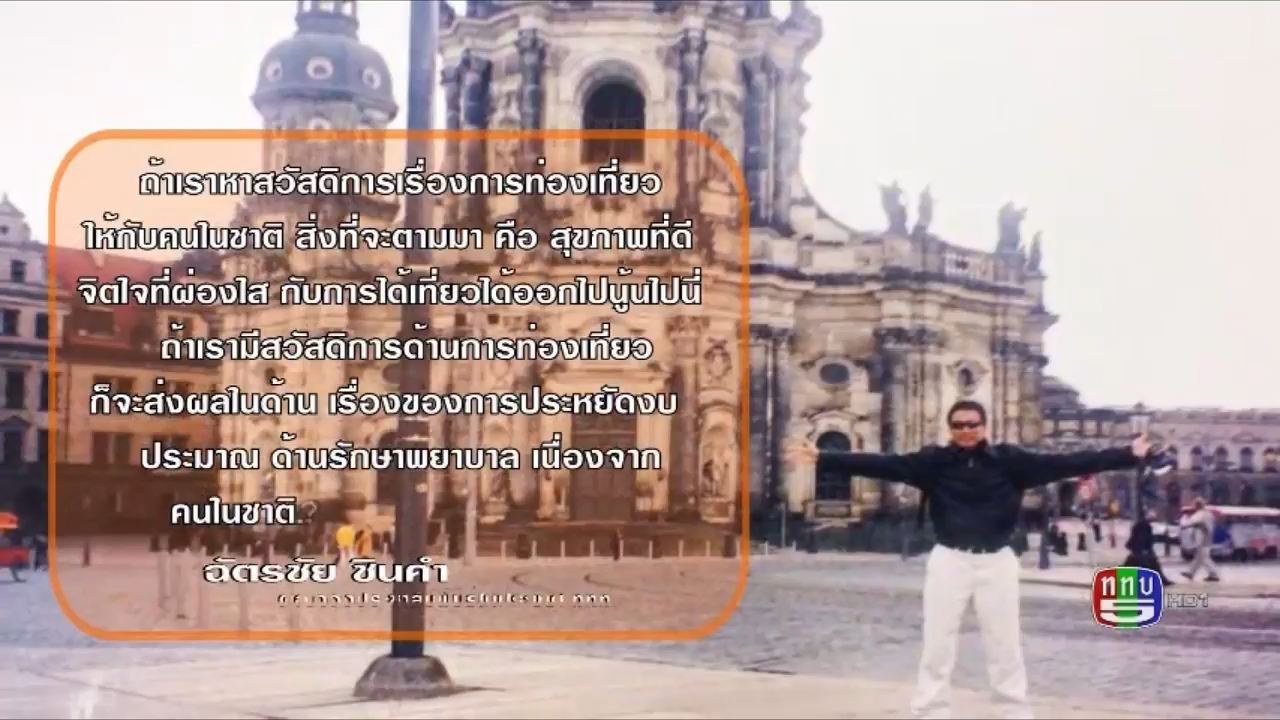 ถ้าเราหาสวัสดิการเรื่องการท่องเที่ยว
ให้กับคนในชาติ สิ่งที่จะตามมา คือ สุขภาพที่ดี
จิตใจที่ผ่องใส กับการได้เที่ยวได้ออกไปนู้นไปนี่
ถ้าเรามีสวัสดิการด้านการท่องเที่ยว
ก็จะส่งผลในด้าน เรื่องของการประหยัดงบ
ประมาณ ด้านรักษาพยาบาล เนื่องจาก
คนในชาติ
ฉัตรชัย ชินคำ
ททบ
5 HD1